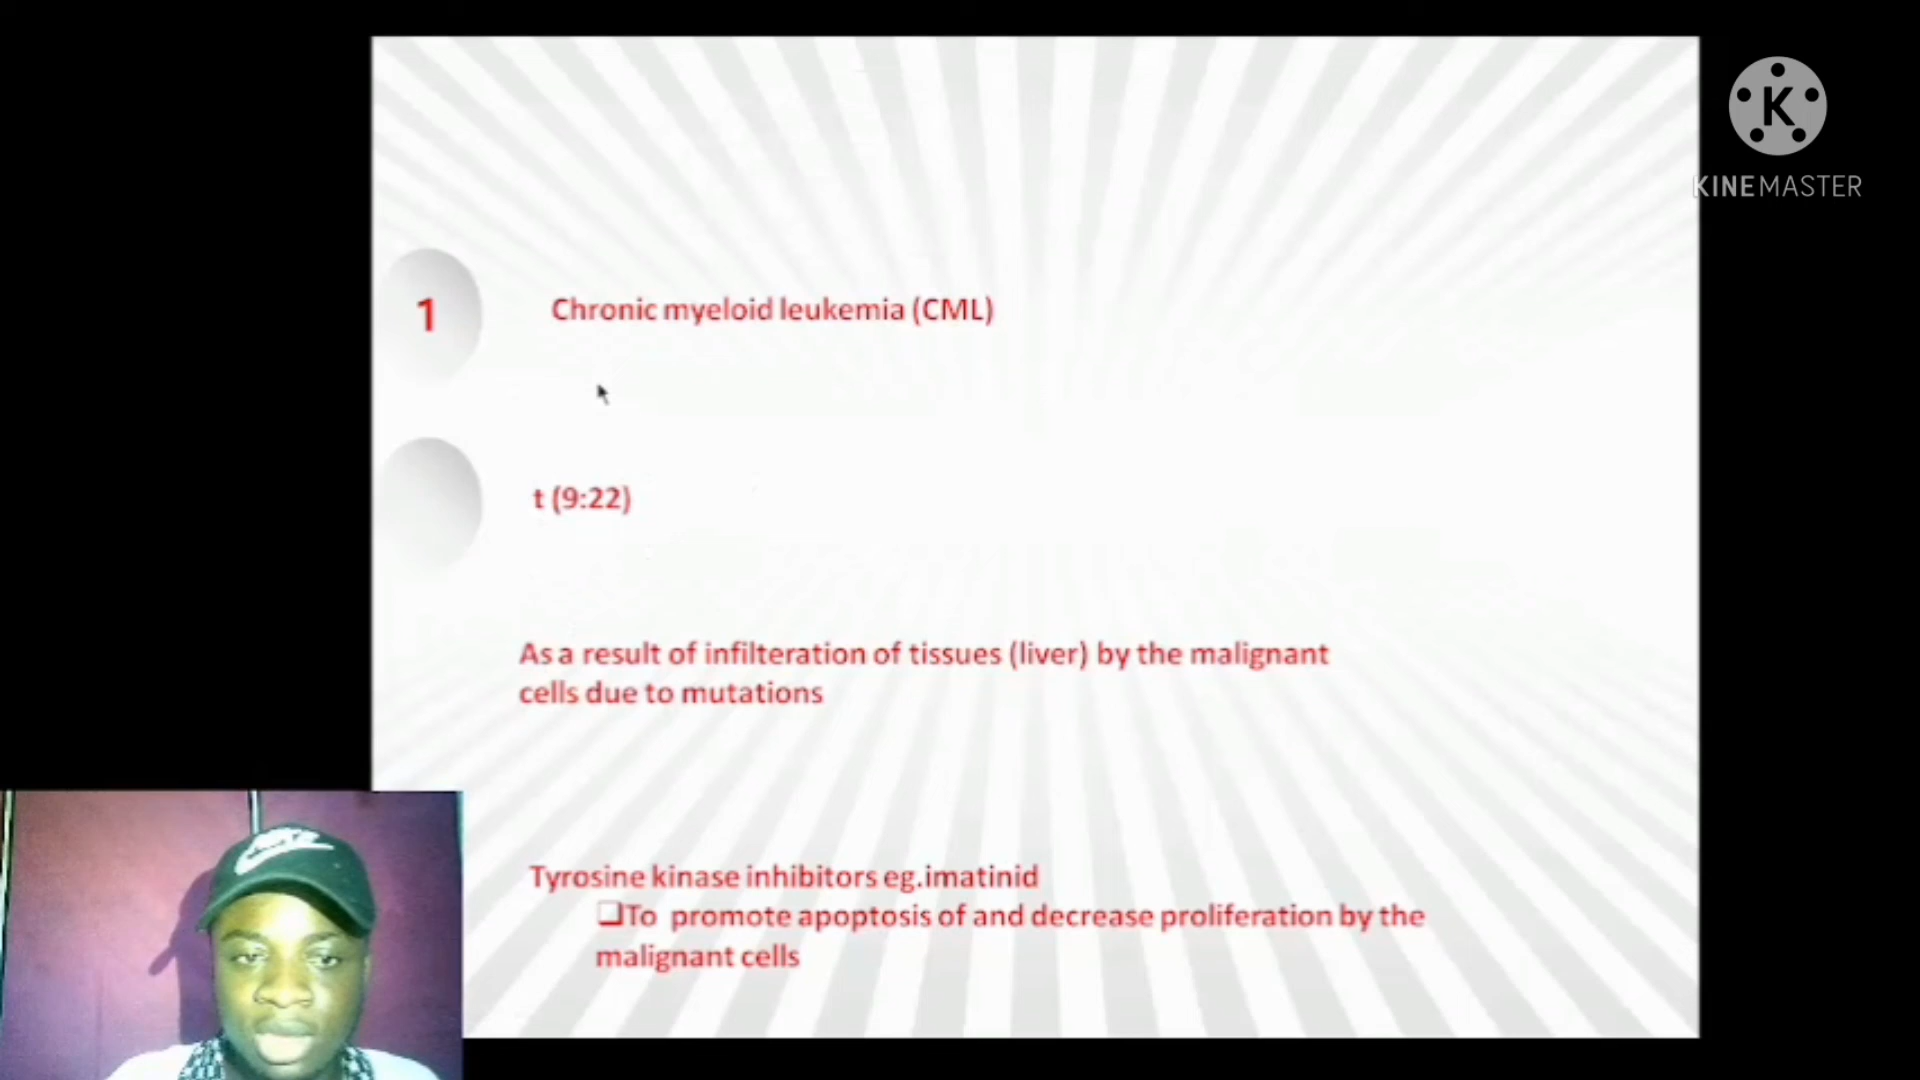 K
KINEMASTER
1
Chronic myeloid leukemia (CML)
t (9:22)
As a result of infilteration of tissues (liver) by the malignant
cells due to mutations
Tyrosine kinase inhibitors eg.imatinid
❑To promote apoptosis of and decrease proliferation by the
malignant cells